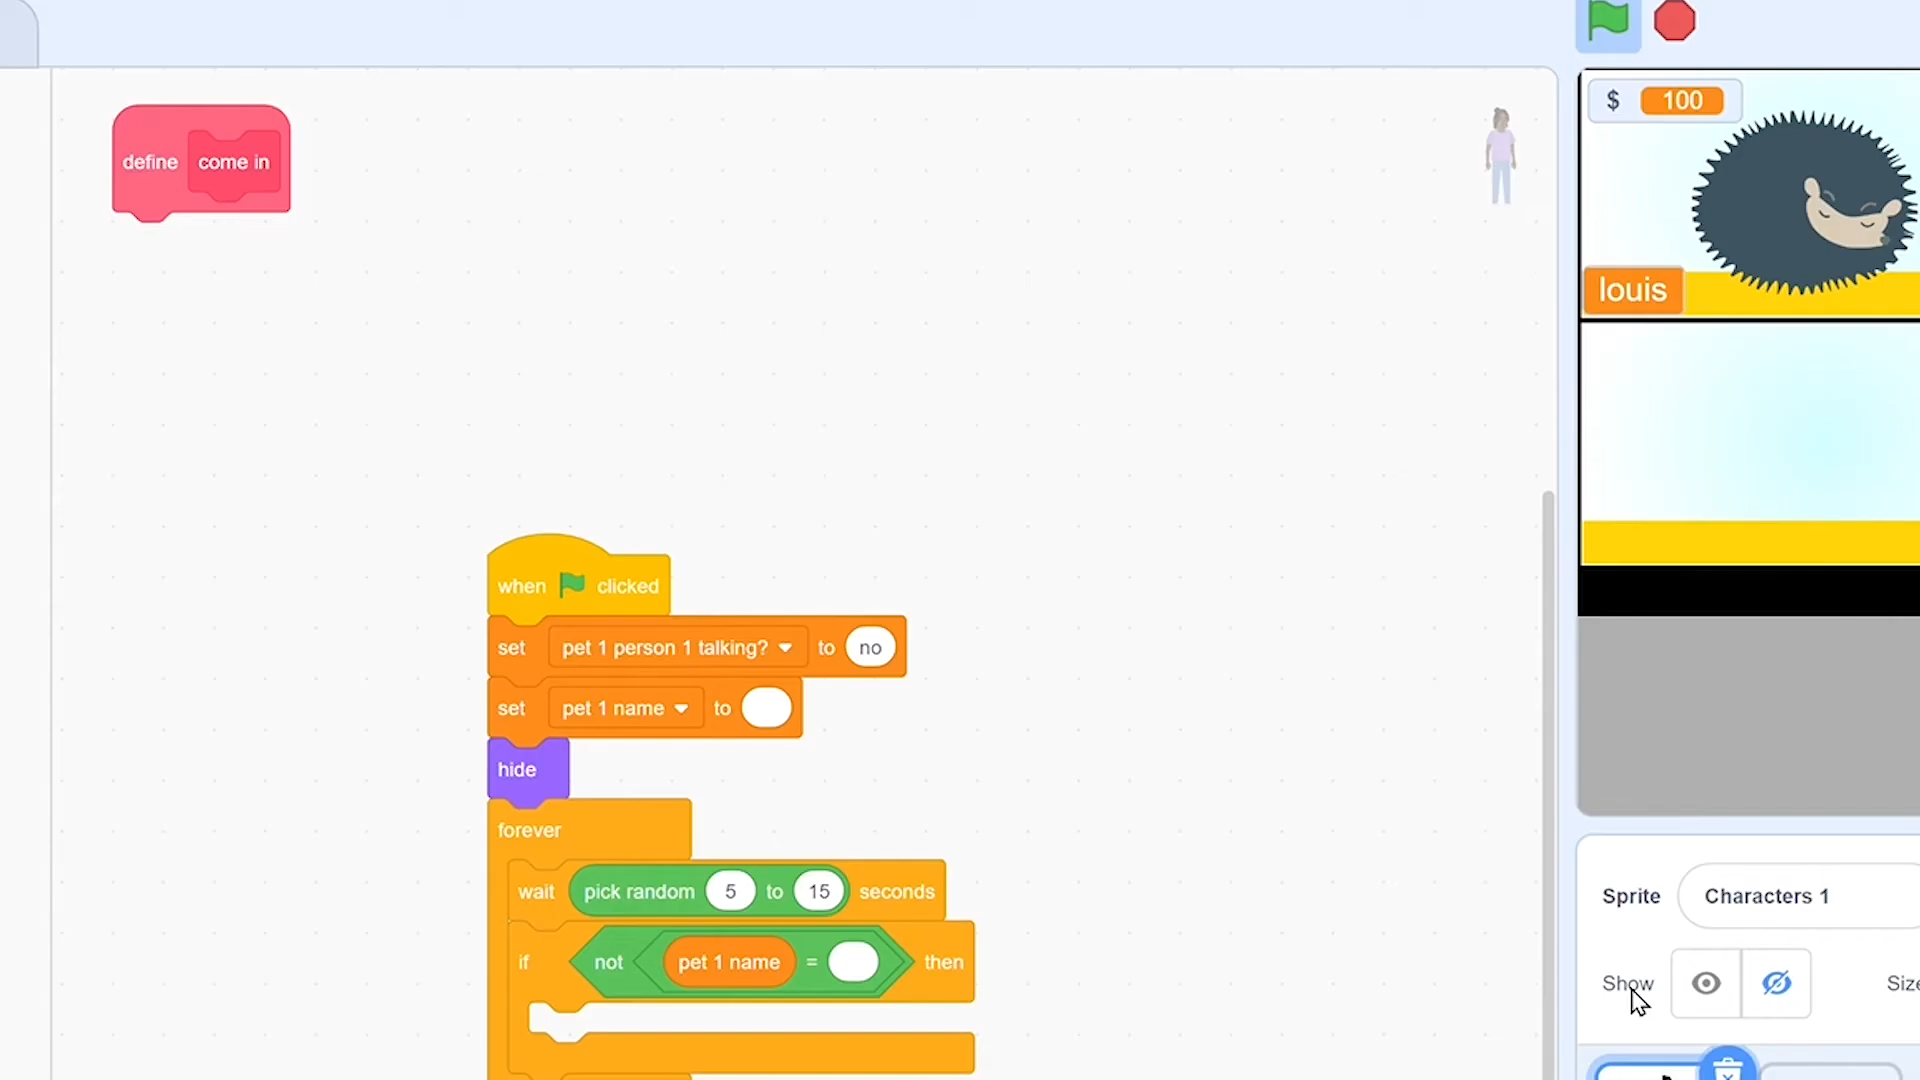 define come in
$ 100
louis
when clicked
set pet 1 person 1 talking? to no
set pet 1 name to
hide
forever
wait pick random 5 to 15 seconds
if not pet 1 name = then
Sprite Characters 1
Show